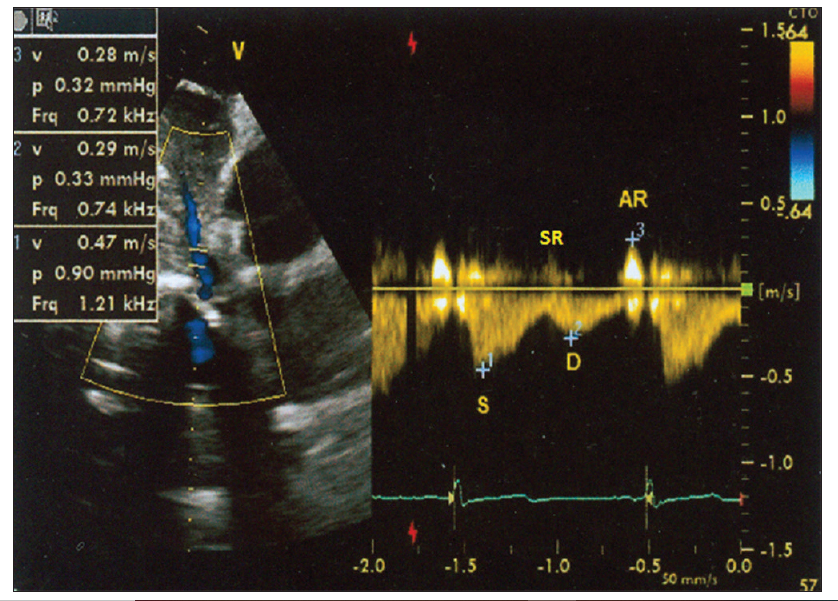 3 v 0.28 m/s
p 0.32 mmHg
Frq 0.72 kHz
2 v 0.29 m/s
p 0.33 mmHg
Frq 0.74 kHz
1 v 0.47 m/s
p 0.90 mmHg
Frq 1.21 kHz
V
1.5
.64
1.0
0.5
.64
AR
3
SR
[m/s]
1
2
D
S
-0.5
-1.0
-1.5
-2.0 -1.5 -1.0 -0.5 0.0
50 mm/s
57